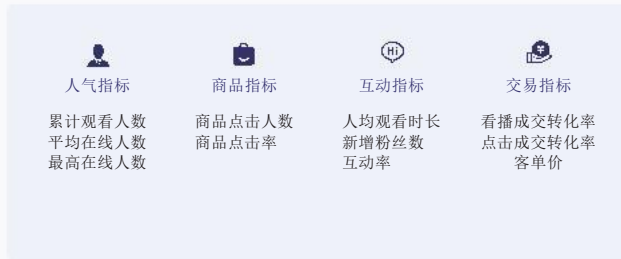 Hi
¥
人气指标
商品指标
互动指标
交易指标
累计观看人数
平均在线人数
最高在线人数
商品点击人数
商品点击率
人均观看时长
新增粉丝数
互动率
看播成交转化率
点击成交转化率
客单价